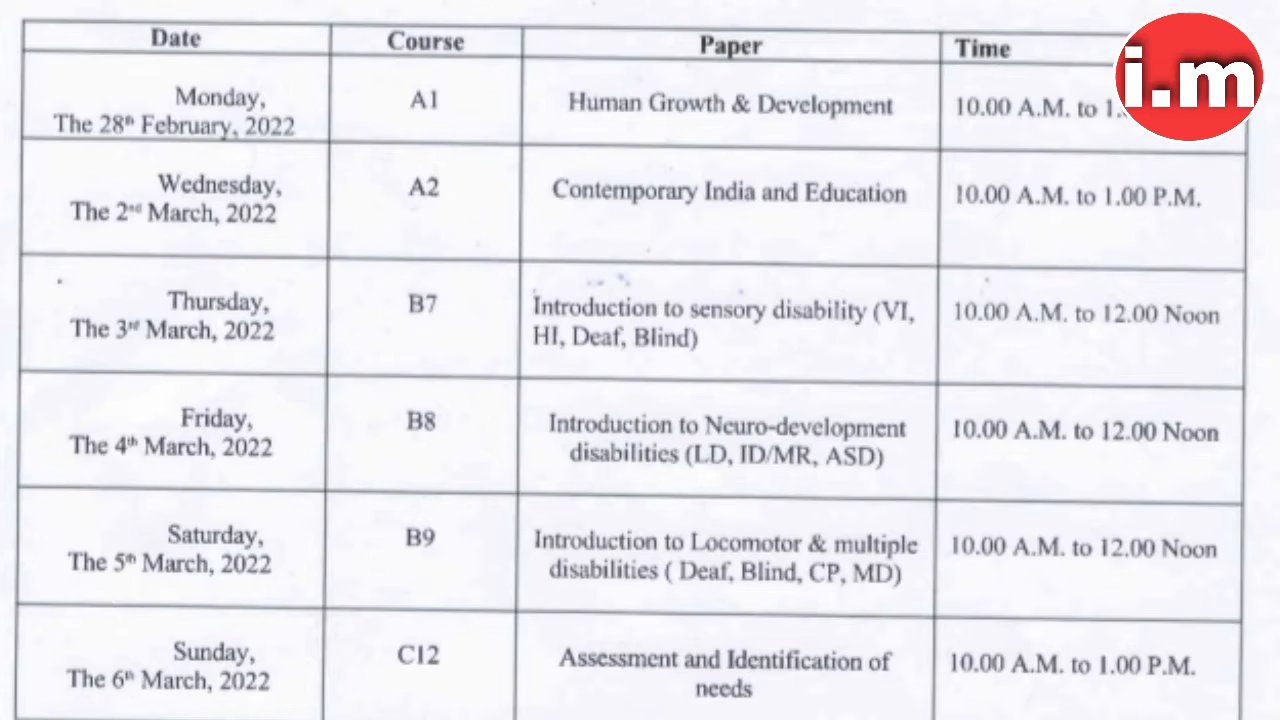 Date Course Paper Time
Monday,
The 28th February, 2022
A1
Human Growth & Development
10.00 A.M. to
i.m
Wednesday,
The 2nd March, 2022
A2
Contemporary India and Education
10.00 A.M. to 1.00 P.M.
Thursday,
The 3rd March, 2022
B7
Introduction to sensory disability (VI,
HI, Deaf, Blind)
10.00 A.M. to 12.00 Noon
Friday,
The 4th March, 2022
B8
Introduction to Neuro-development
disabilities (LD, ID/MR, ASD)
10.00 A.M. to 12.00 Noon
Saturday,
The 5th March, 2022
B9
Introduction to Locomotor & multiple
disabilities ( Deaf, Blind, CP, MD)
10.00 A.M. to 12.00 Noon
Sunday,
The 6th March, 2022
C12
Assessment and Identification of
needs
10.00 A.M. to 1.00 P.M.